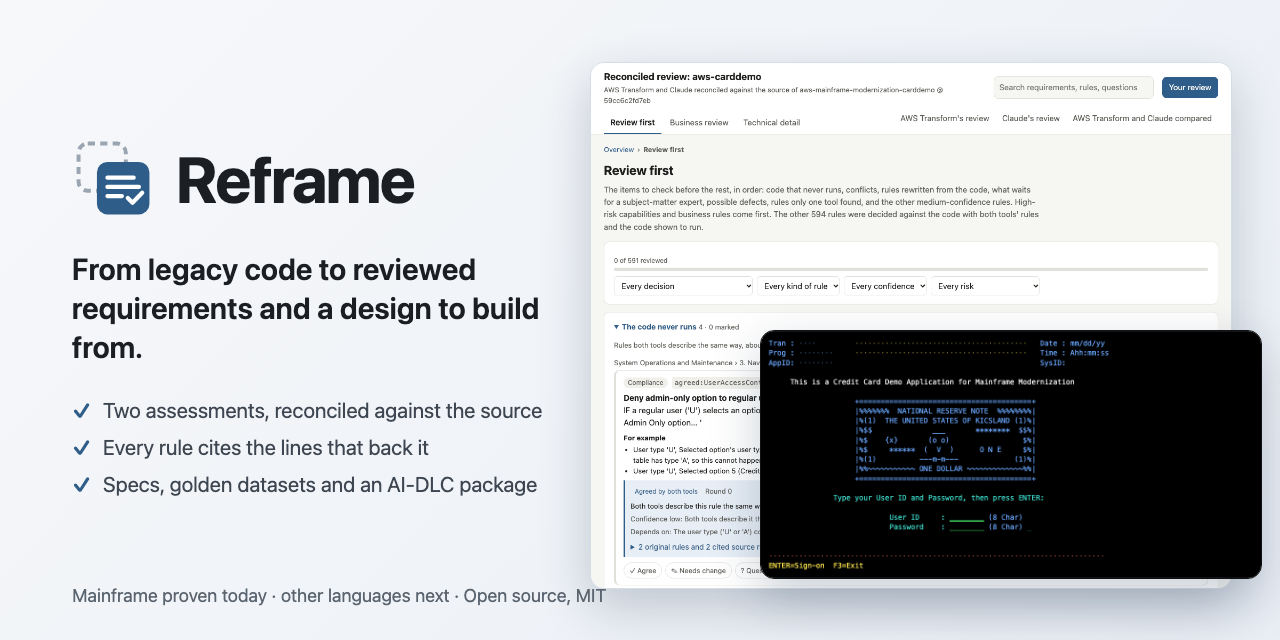 Reframe
From legacy code to reviewed
requirements and a design to build
from.
Two assessments, reconciled against the source
Every rule cites the lines that back it
Specs, golden datasets and an AI-DLC package
Mainframe proven today · other languages next · Open source, MIT
Reconciled review: aws-carddemo
AWS Transform and Claude reconciled against the source of aws-mainframe-modernization-carddemo @
59cc6c2fd7eb
Search requirements, rules, questions
Your review
Review first Business review Technical detail
AWS Transform's review Claude's review AWS Transform and Claude compared
Overview › Review first
Review first
The items to check before the rest, in order: code that never runs, conflicts, rules rewritten from the code, what waits
for a subject-matter expert, possible defects, rules only one tool found, and the other medium-confidence rules. High-
risk capabilities and business rules come first. The other 594 rules were decided against the code with both tools' rules
and the code shown to run.
0 of 591 reviewed
Every decision Every kind of rule Every confidence Every risk
▼ The code never runs 4 · 0 marked
Rules both tools describe the same way, abou
System Operations and Maintenance › 3. Nav
Compliance agreed:UserAccessCont
Deny admin-only option to regular
IF a regular user ('U') selects an optio
Admin Only option... '
For example
• User type 'U', Selected option's user ty
table has type 'A', so this cannot happe
• User type 'U', Selected option 5 (Credi
Agreed by both tools Round 0
Both tools describe this rule the same w
Confidence low: Both tools describe it th
Depends on: The user type ('U' or 'A') c
▶ 2 original rules and 2 cited source r
✓ Agree ✎ Needs change ? Ques
Tran : Date : mm/dd/yy
Prog : Time : Ahh:mm:ss
AppID: SysID:
This is a Credit Card Demo Application for Mainframe Modernization
+========================================+
|%%%%%%% NATIONAL RESERVE NOTE %%%%%%%%|
|%(1) THE UNITED STATES OF KICSLAND (1)%|
|%$$ ___ ******** $$%|
|%$ {x} (o o) $%|
|%$ ****** ( V ) O N E $%|
|%(1) ---m-m--- (1)%|
|%%~~~~~~~~~~~ ONE DOLLAR ~~~~~~~~~~~~~%%|
+========================================+
Type your User ID and Password, then press ENTER:
User ID : ________ (8 Char)
Password : ________ (8 Char)
ENTER=Sign-on F3=Exit